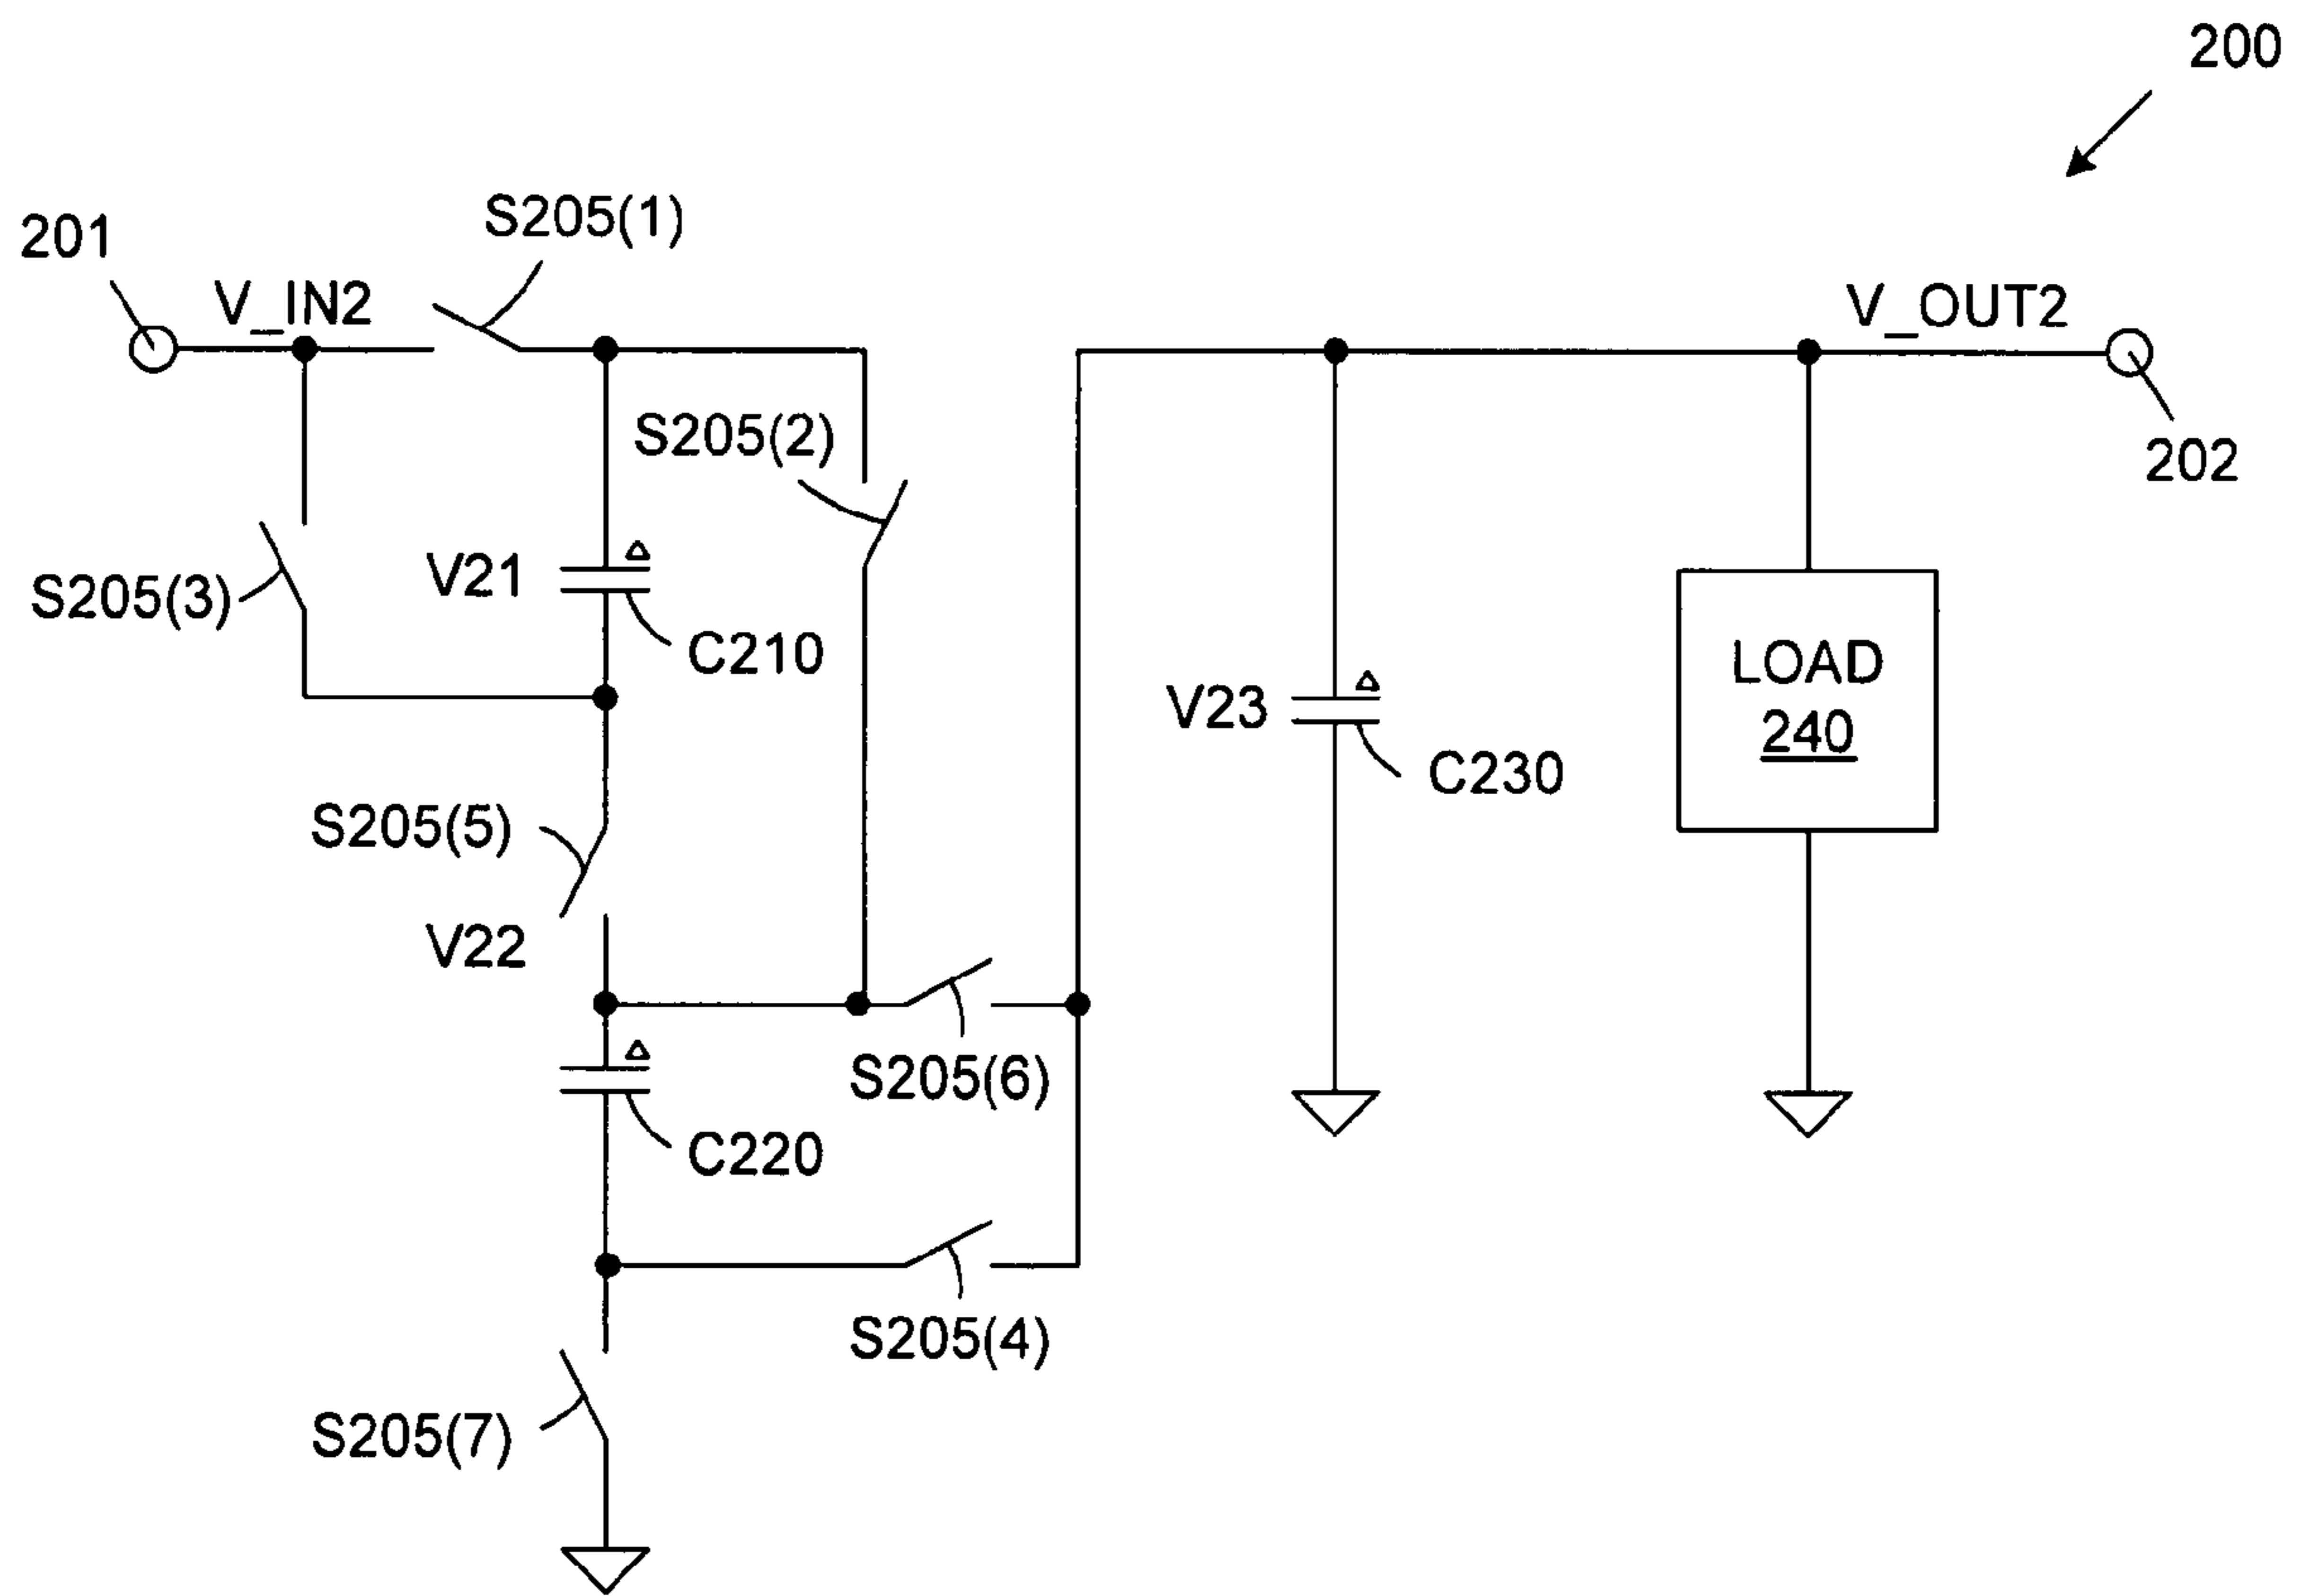 200
S205(1)
201
V_IN2
V_OUT2
S205(2)
202
V21
S205(3)
C210
LOAD
240
V23
C230
S205(5)
V22
S205(6)
C220
S205(4)
S205(7)